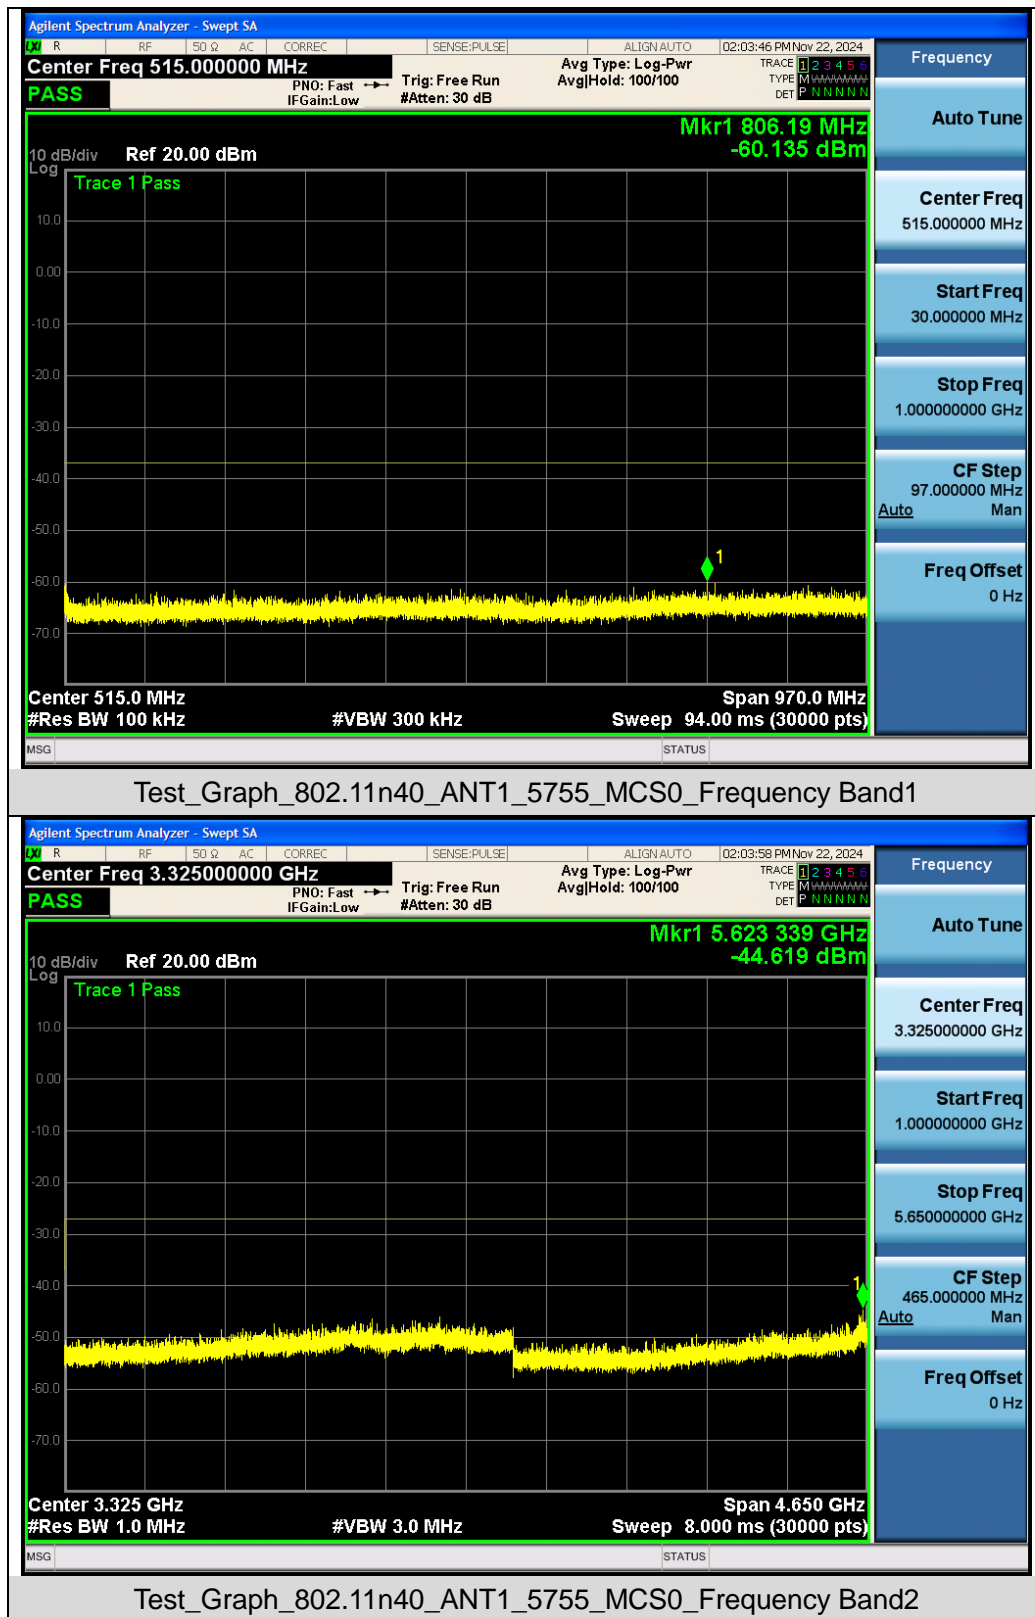 Agilent Spectrum Analyzer - Swept SA
LXI R RF 50 Ω AC CORREC SENSE:PULSE ALIGN AUTO 02:03:46 PM Nov 22, 2024
Center Freq 515.000000 MHz
PASS
PNO: Fast
IFGain:Low
Trig: Free Run
#Atten: 30 dB
Avg Type: Log-Pwr
Avg|Hold: 100/100
TRACE 1 2 3 4 5 6
TYPE M
DET P N N N N N
Mkr1 806.19 MHz
-60.135 dBm
10 dB/div Ref 20.00 dBm
Log
Trace 1 Pass
10.0
0.00
-10.0
-20.0
-30.0
-40.0
-50.0
-60.0
-70.0
1
Center 515.0 MHz Span 970.0 MHz
#Res BW 100 kHz #VBW 300 kHz Sweep 94.00 ms (30000 pts)
MSG STATUS
Frequency
Auto Tune
Center Freq
515.000000 MHz
Start Freq
30.000000 MHz
Stop Freq
1.000000000 GHz
CF Step
97.000000 MHz
Auto Man
Freq Offset
0 Hz
Test_Graph_802.11n40_ANT1_5755_MCS0_Frequency Band1
Agilent Spectrum Analyzer - Swept SA
LXI R RF 50 Ω AC CORREC SENSE:PULSE ALIGN AUTO 02:03:58 PM Nov 22, 2024
Center Freq 3.325000000 GHz
PASS
PNO: Fast
IFGain:Low
Trig: Free Run
#Atten: 30 dB
Avg Type: Log-Pwr
Avg|Hold: 100/100
TRACE 1 2 3 4 5 6
TYPE M
DET P N N N N N
Mkr1 5.623 339 GHz
-44.619 dBm
10 dB/div Ref 20.00 dBm
Log
Trace 1 Pass
10.0
0.00
-10.0
-20.0
-30.0
-40.0
-50.0
-60.0
-70.0
1
Center 3.325 GHz Span 4.650 GHz
#Res BW 1.0 MHz #VBW 3.0 MHz Sweep 8.000 ms (30000 pts)
MSG STATUS
Frequency
Auto Tune
Center Freq
3.325000000 GHz
Start Freq
1.000000000 GHz
Stop Freq
5.650000000 GHz
CF Step
465.000000 MHz
Auto Man
Freq Offset
0 Hz
Test_Graph_802.11n40_ANT1_5755_MCS0_Frequency Band2